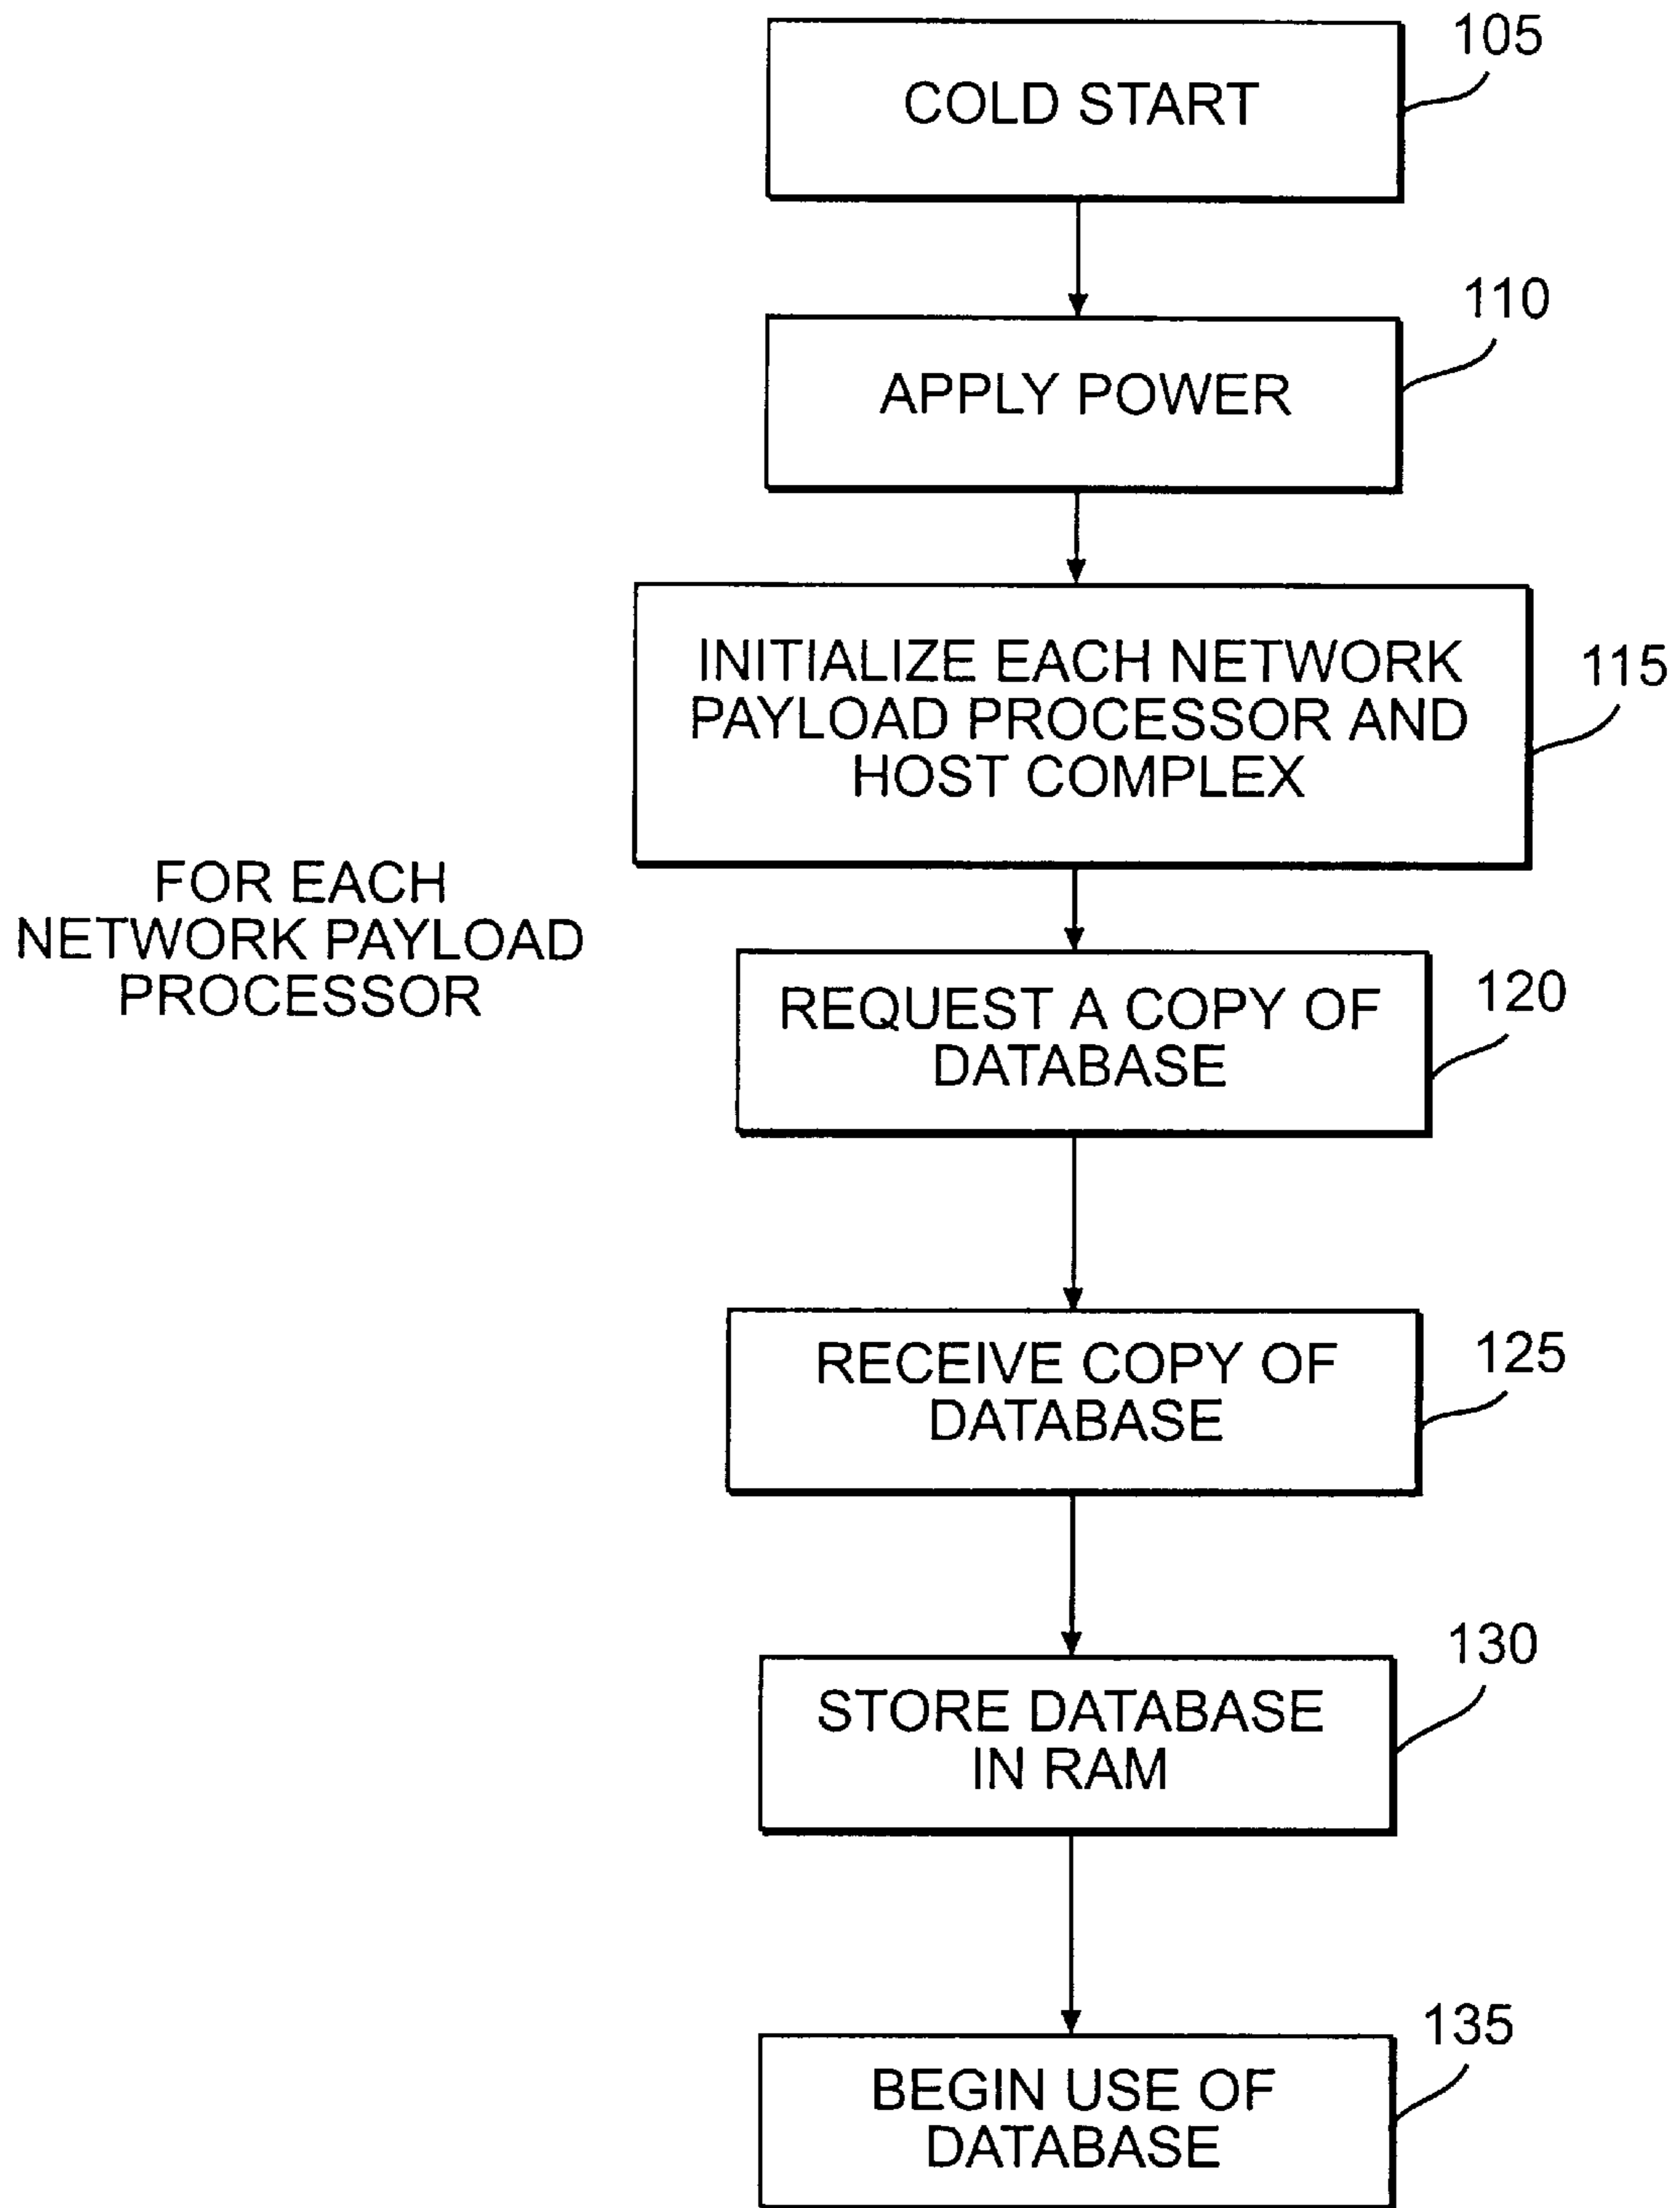 105
COLD START
110
APPLY POWER
INITIALIZE EACH NETWORK
PAYLOAD PROCESSOR AND
HOST COMPLEX
115
FOR EACH
NETWORK PAYLOAD
PROCESSOR
REQUEST A COPY OF
DATABASE
120
RECEIVE COPY OF
DATABASE
125
130
STORE DATABASE
IN RAM
135
BEGIN USE OF
DATABASE